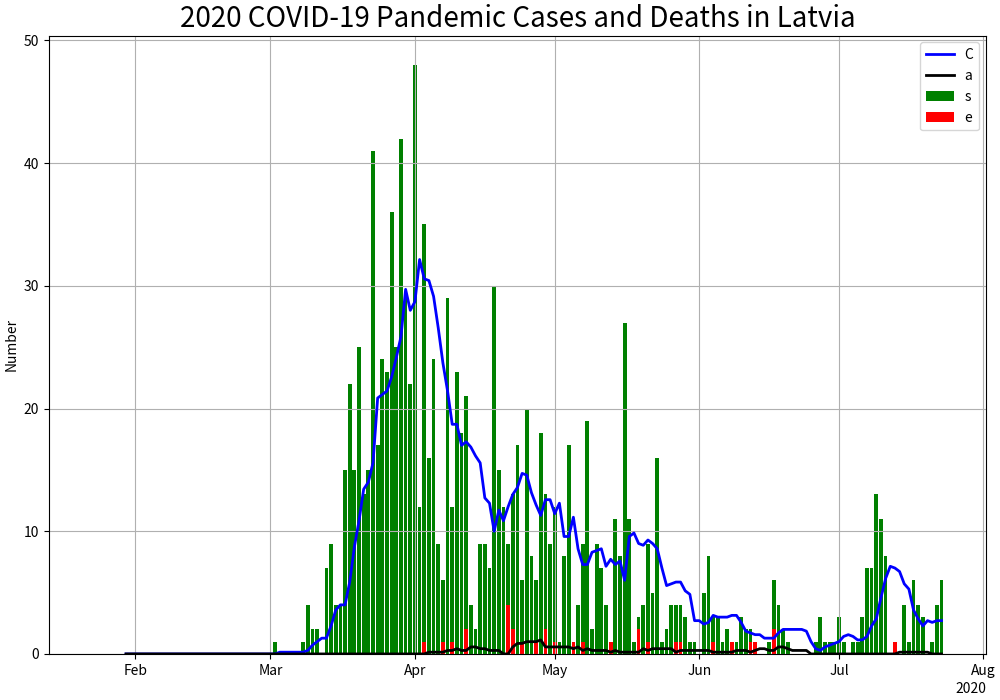 2020 COVID-19 Pandemic Cases and Deaths in Latvia
50
40
30
20
10
0
Number
C
a
s
e
Feb
Mar
Apr
May
Jun
Jul
Aug
2020